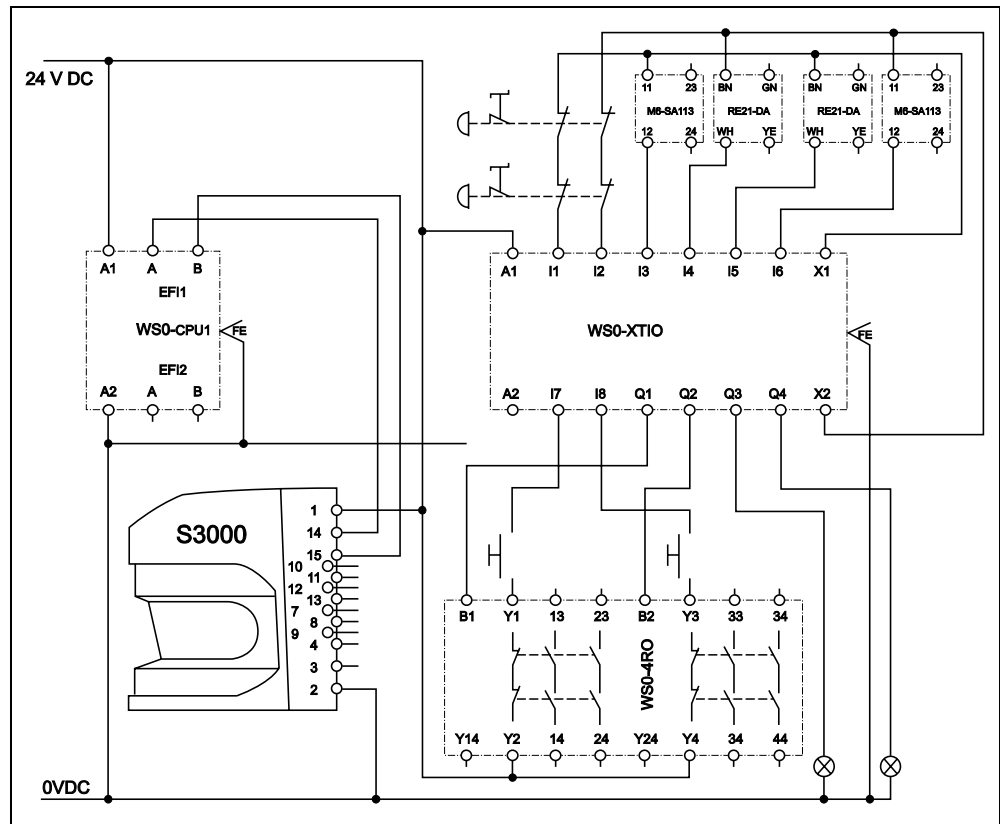 24 V DC
11 23 BN GN BN GN 11 23
M6-SA113 RE21-DA RE21-DA M6-SA113
12 24 WH YE WH YE 12 24
A1 A B
EFI1
WS0-CPU1 FE
EFI2
A2 A B
A1 I1 I2 I3 I4 I5 I6 X1
WS0-XTIO FE
A2 I7 I8 Q1 Q2 Q3 Q4 X2
S3000
1
14
15
10
11
12
13
7
8
9
4
3
2
B1 Y1 13 23 B2 Y3 33 34
WS0-4RO
Y14 Y2 14 24 Y24 Y4 34 44
0VDC